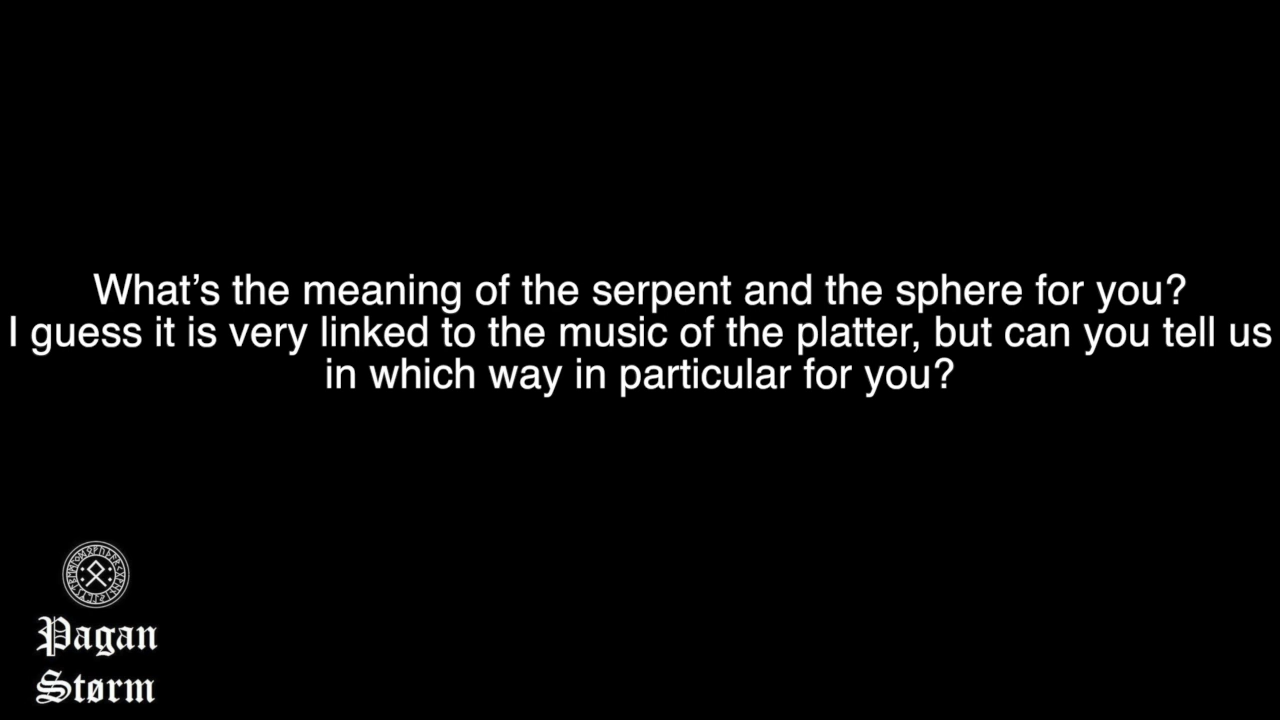 What’s the meaning of the serpent and the sphere for you?
I guess it is very linked to the music of the platter, but can you tell us
in which way in particular for you?
Pagan
Størm